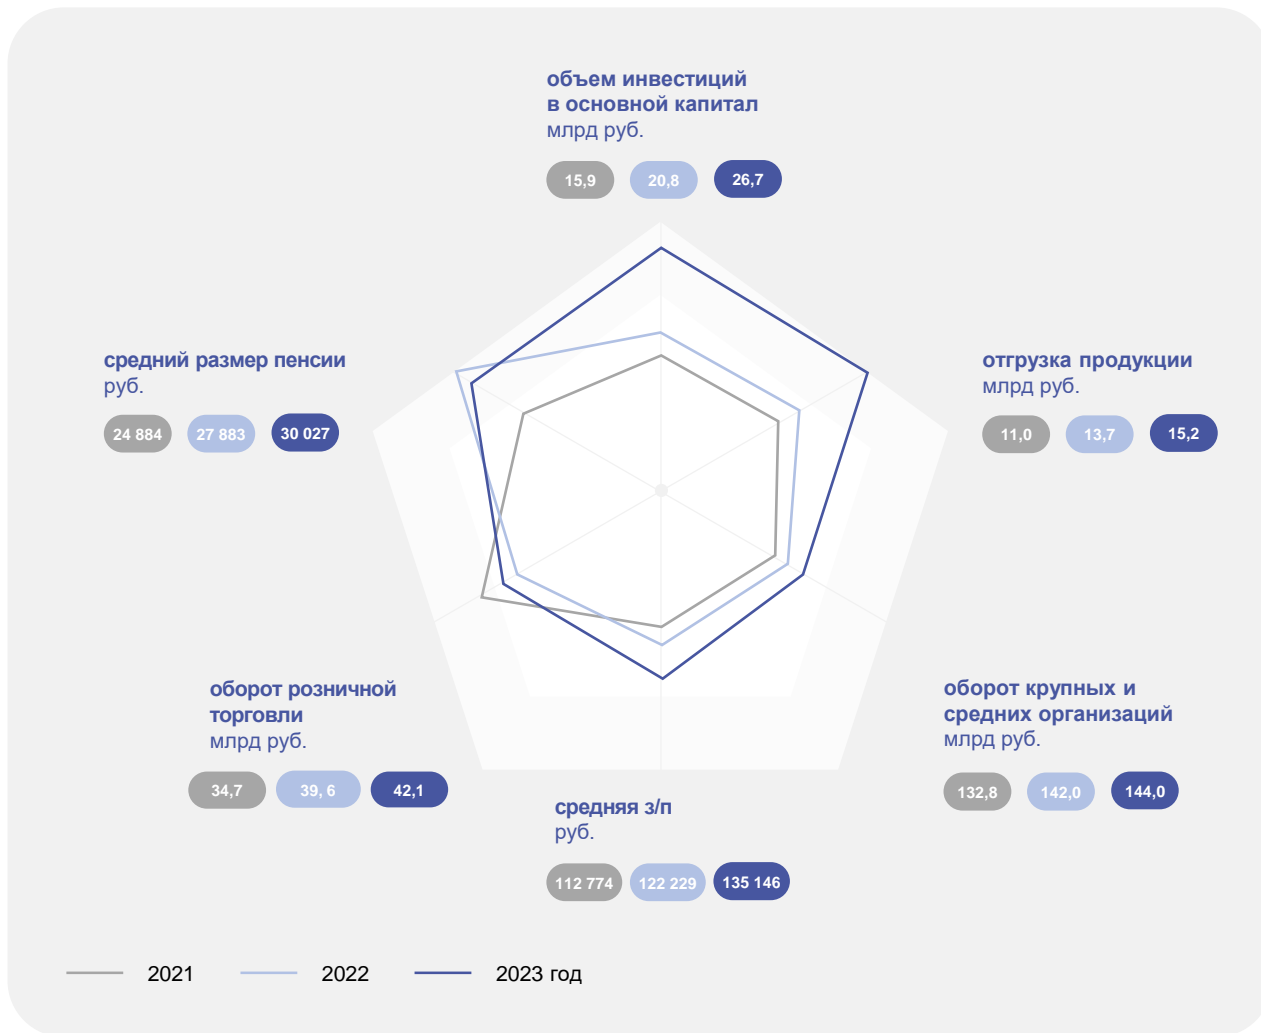 объем инвестиций
в основной капитал
млрд руб.
15,9 20,8 26,7
средний размер пенсии
руб.
24 884 27 883 30 027
отгрузка продукции
млрд руб.
11,0 13,7 15,2
оборот розничной
торговли
млрд руб.
34,7 39, 6 42,1
оборот крупных и
средних организаций
млрд руб.
132,8 142,0 144,0
средняя з/п
руб.
112 774 122 229 135 146
2021 2022 2023 год